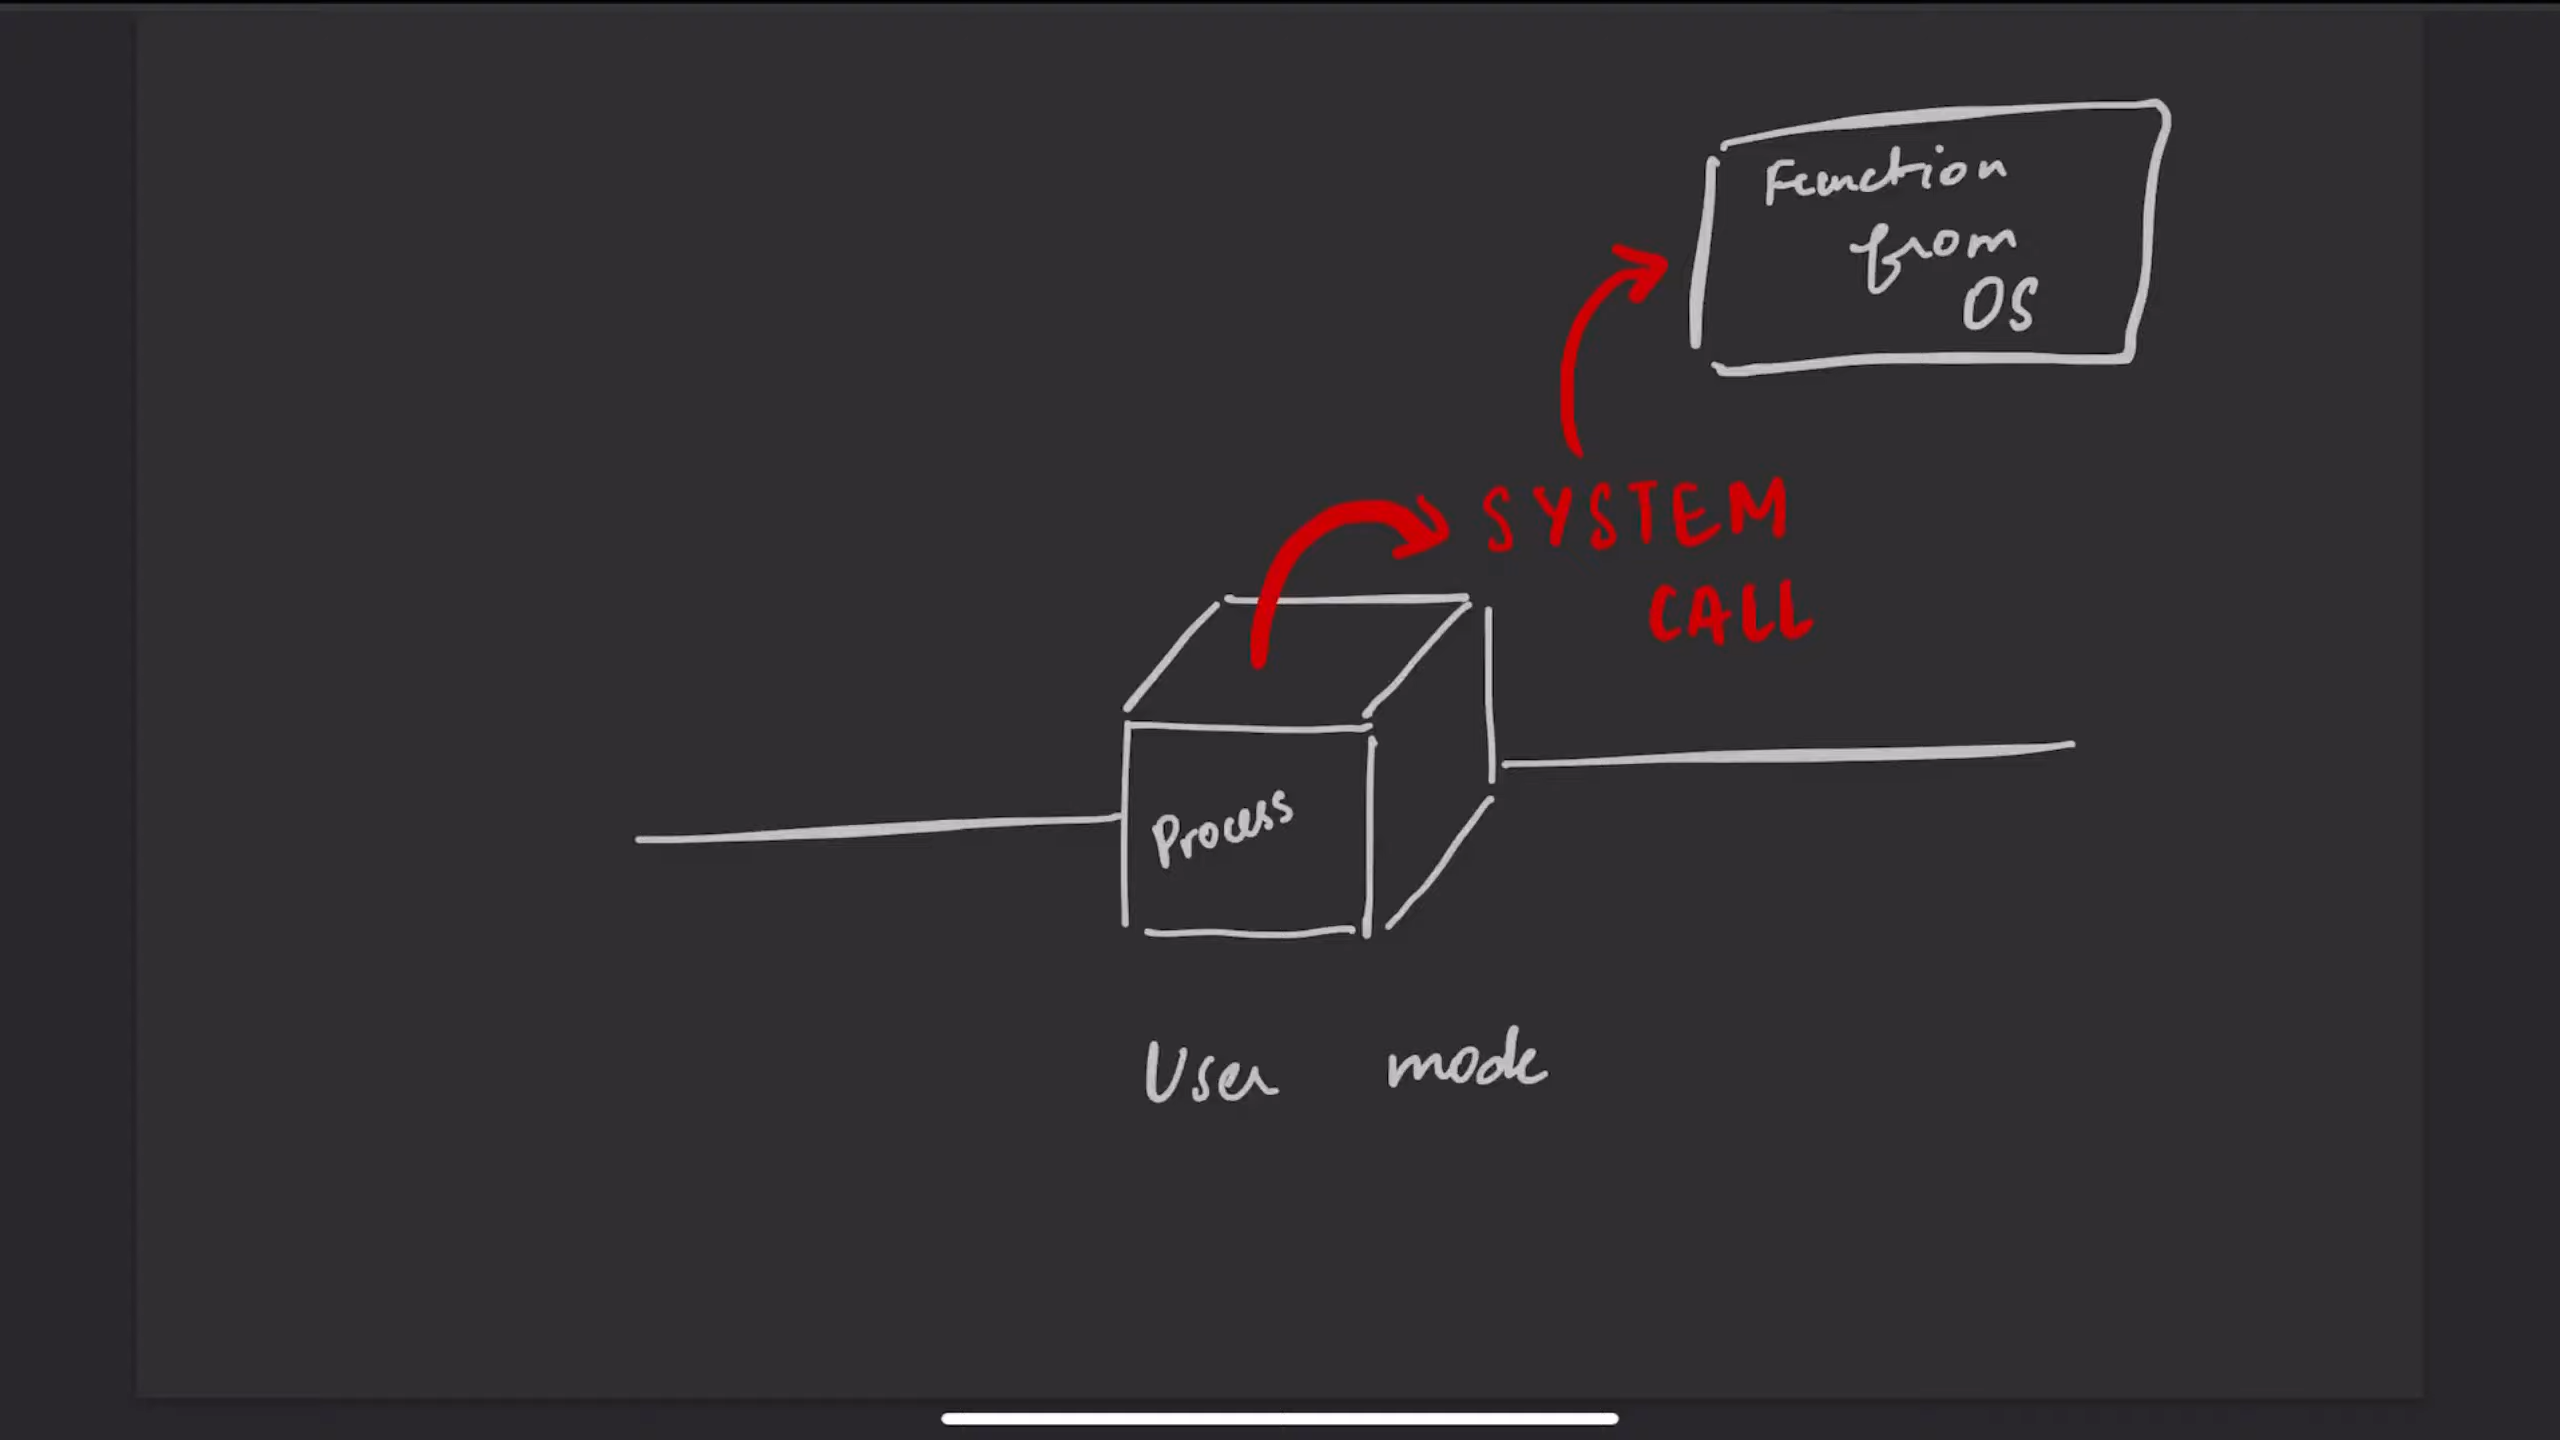 Function
from
OS
SYSTEM
CALL
Process
User mode